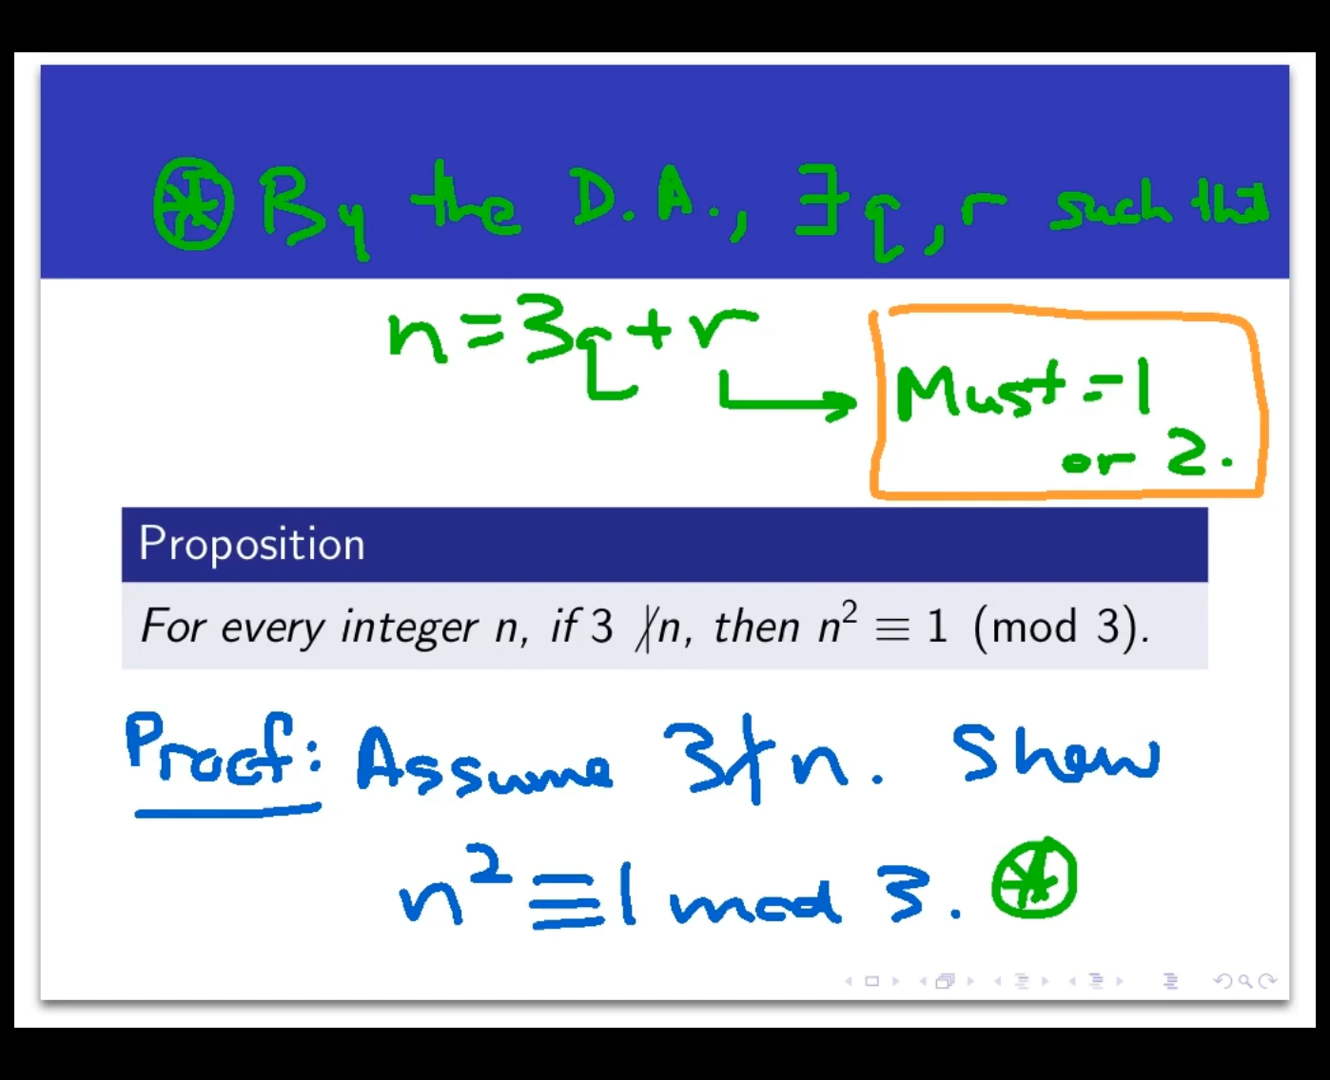 ⊛ By the D.A., ∃ q, r such that
n = 3q + r
Must = 1
or 2.
Proposition
For every integer n, if 3 ∤ n, then n² ≡ 1 (mod 3).
Proof: Assume 3 ∤ n. Show
n² ≡ 1 mod 3. ⊛